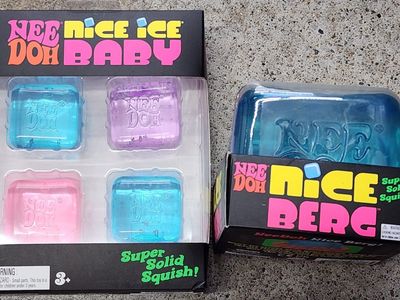 NEE
DOH
NICE ICE
BABY
NEE
DOH
NEE
DOH
NEE
DOH
NEE
DOH
Super
Solid
Squish!
WARNING
3+
NEE
NEE
DOH
NICE
BERG
Super
Solid
Squish